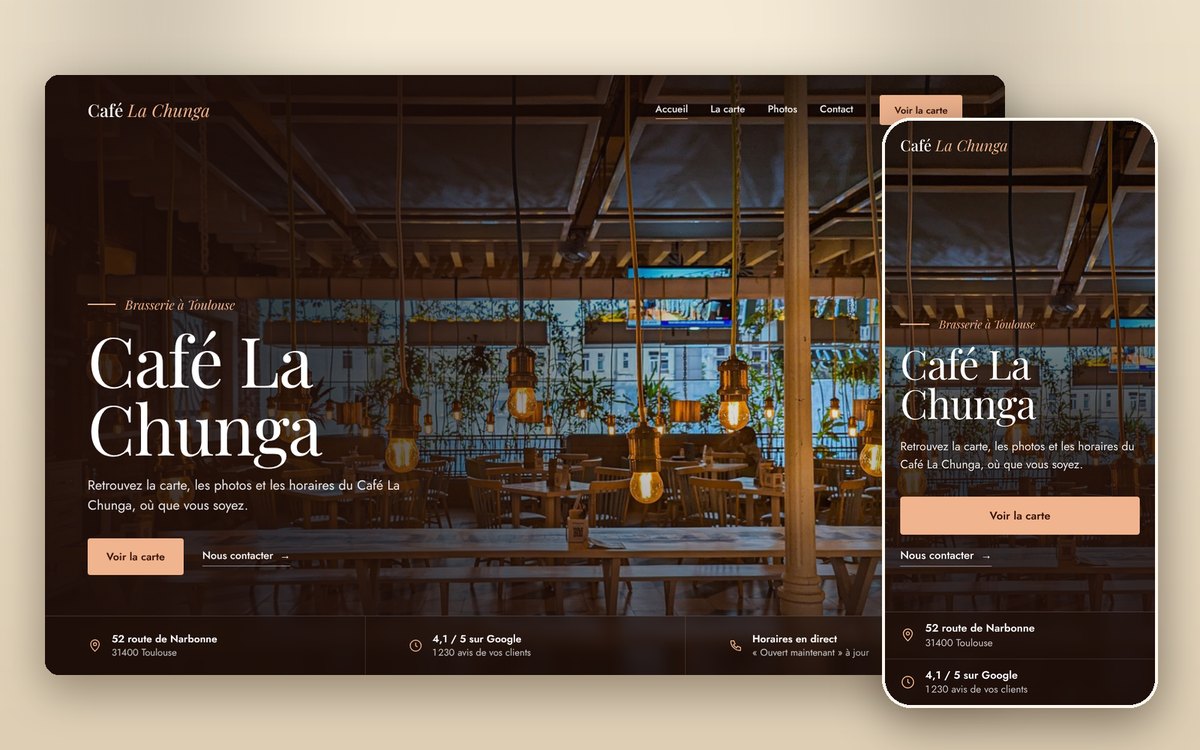 Café La Chunga
Accueil
La carte
Photos
Contact
Voir la carte
Brasserie à Toulouse
Café La
Chunga
Retrouvez la carte, les photos et les horaires du Café La
Chunga, où que vous soyez.
Voir la carte
Nous contacter →
52 route de Narbonne
31400 Toulouse
4,1 / 5 sur Google
1 230 avis de vos clients
Horaires en direct
« Ouvert maintenant » à jour
Café La Chunga
Brasserie à Toulouse
Café La
Chunga
Retrouvez la carte, les photos et les horaires du
Café La Chunga, où que vous soyez.
Voir la carte
Nous contacter →
52 route de Narbonne
31400 Toulouse
4,1 / 5 sur Google
1 230 avis de vos clients